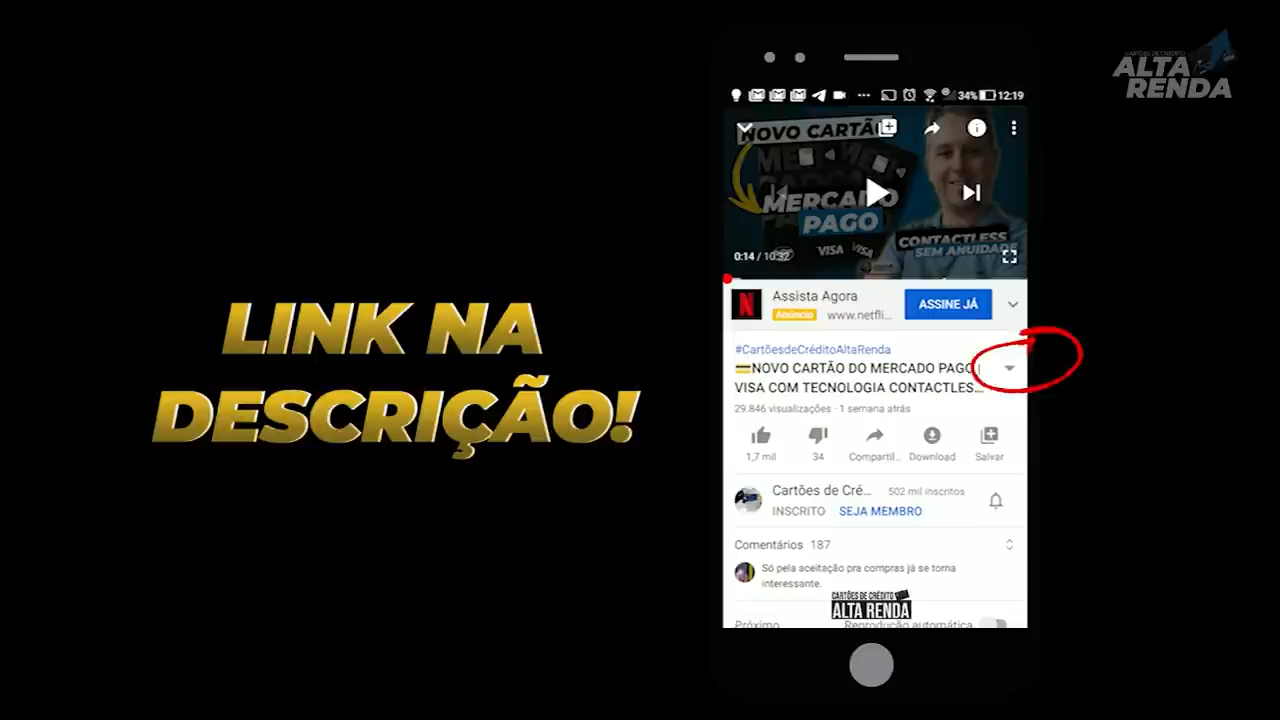 LINK NA
DESCRIÇÃO!
CARTÕES DE CRÉDITO
ALTA
RENDA
34%
12:19
NOVO CARTÃO
MERCADO
PAGO
VISA
VISA
CONTACTLESS
SEM ANUIDADE
0:14 / 10:32
Assista Agora
Anúncio www.netfli...
ASSINE JÁ
#CartõesdeCréditoAltaRenda
NOVO CARTÃO DO MERCADO PAGO |
VISA COM TECNOLOGIA CONTACTLES...
29.846 visualizações · 1 semana atrás
1,7 mil 34 Compartil... Download Salvar
Cartões de Cré... 502 mil inscritos
INSCRITO SEJA MEMBRO
Comentários 187
Só pela aceitação pra compras já se torna
interessante.
CARTÕES DE CRÉDITO
ALTA RENDA
Próximo Reprodução automática